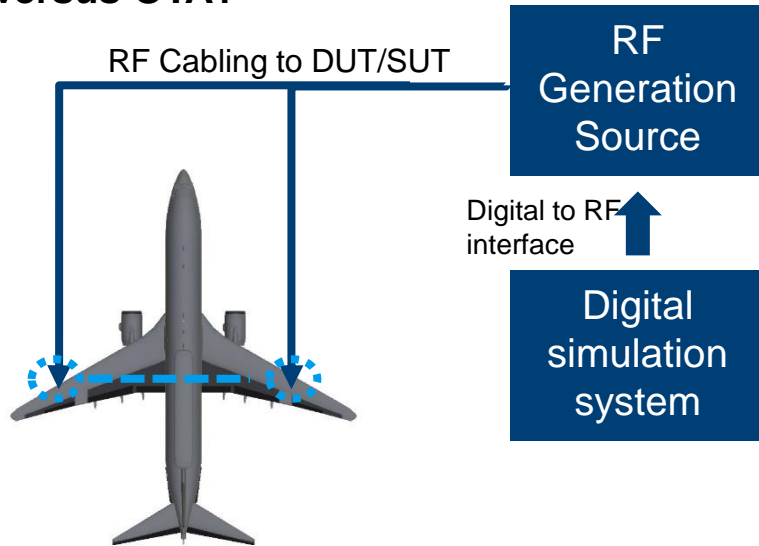 RF Cabling to DUT/SUT
RF
Generation
Source
Digital to RF
interface
Digital
simulation
system